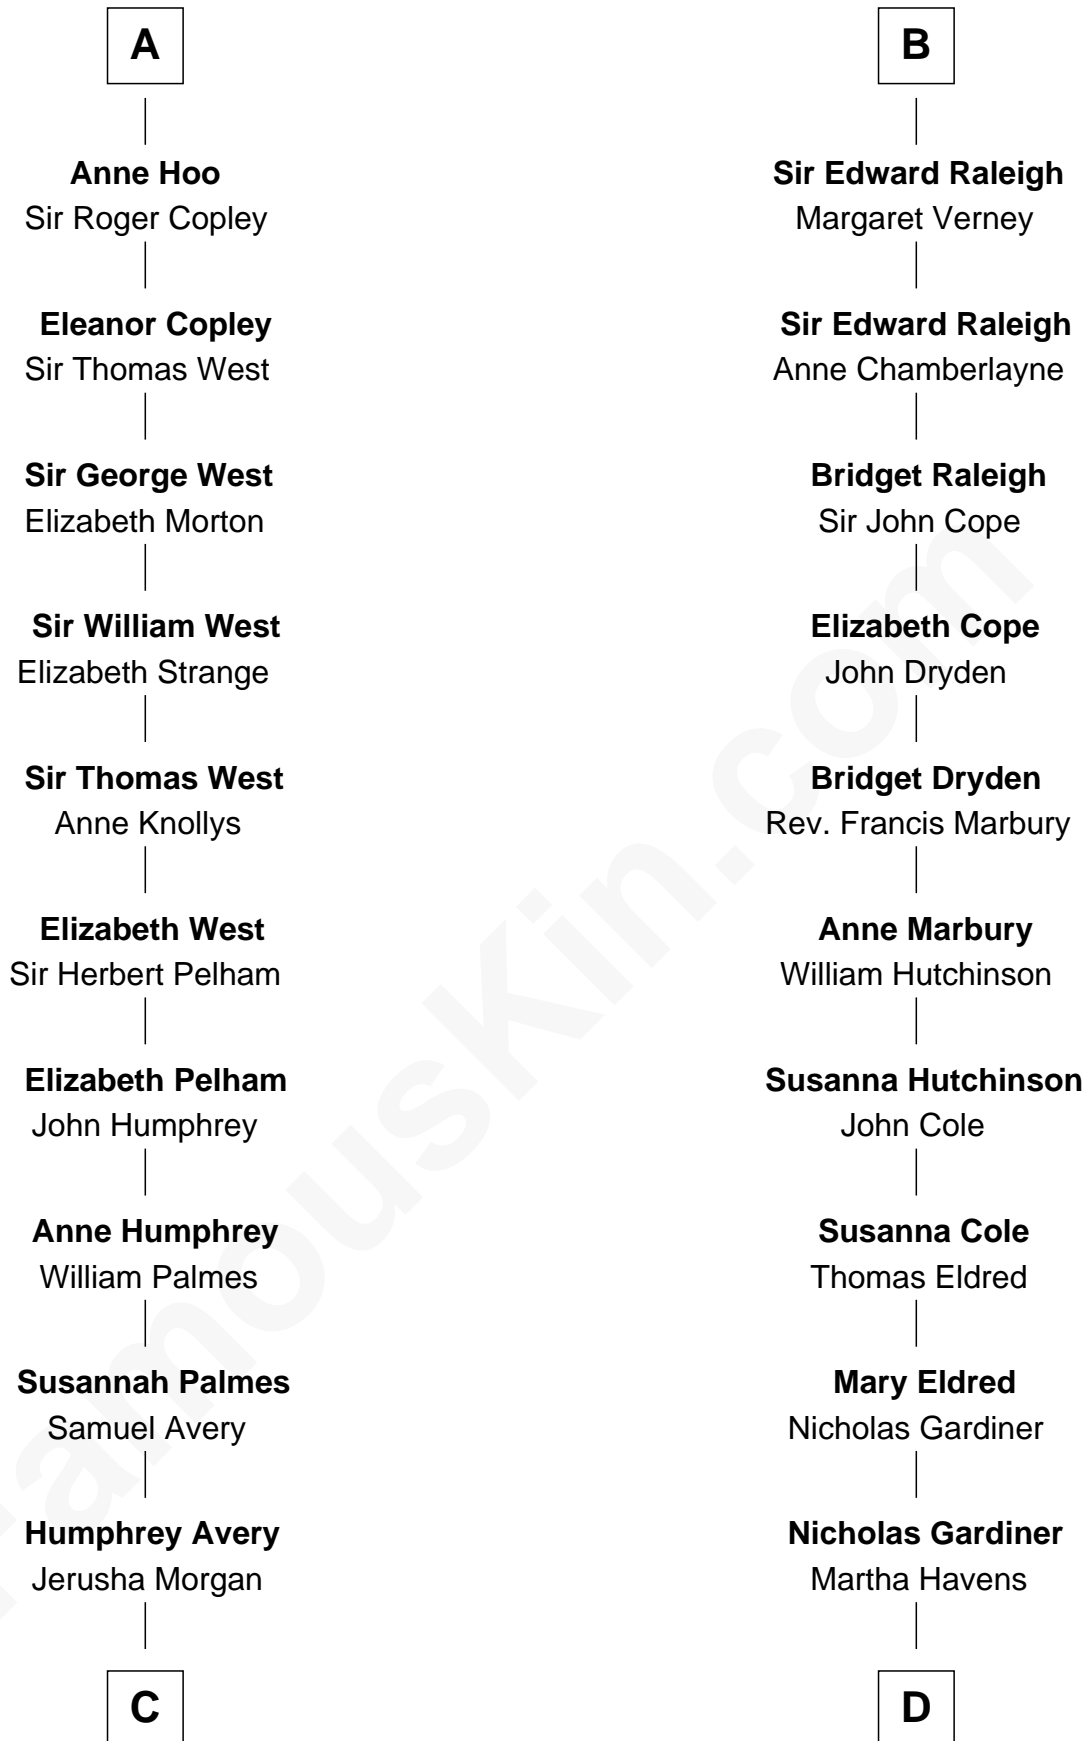 A
Anne Hoo
Sir Roger Copley
Eleanor Copley
Sir Thomas West
Sir George West
Elizabeth Morton
Sir William West
Elizabeth Strange
Sir Thomas West
Anne Knollys
Elizabeth West
Sir Herbert Pelham
Elizabeth Pelham
John Humphrey
Anne Humphrey
William Palmes
Susannah Palmes
Samuel Avery
Humphrey Avery
Jerusha Morgan
C
B
Sir Edward Raleigh
Margaret Verney
Sir Edward Raleigh
Anne Chamberlayne
Bridget Raleigh
Sir John Cope
Elizabeth Cope
John Dryden
Bridget Dryden
Rev. Francis Marbury
Anne Marbury
William Hutchinson
Susanna Hutchinson
John Cole
Susanna Cole
Thomas Eldred
Mary Eldred
Nicholas Gardiner
Nicholas Gardiner
Martha Havens
D
FamousKin.com